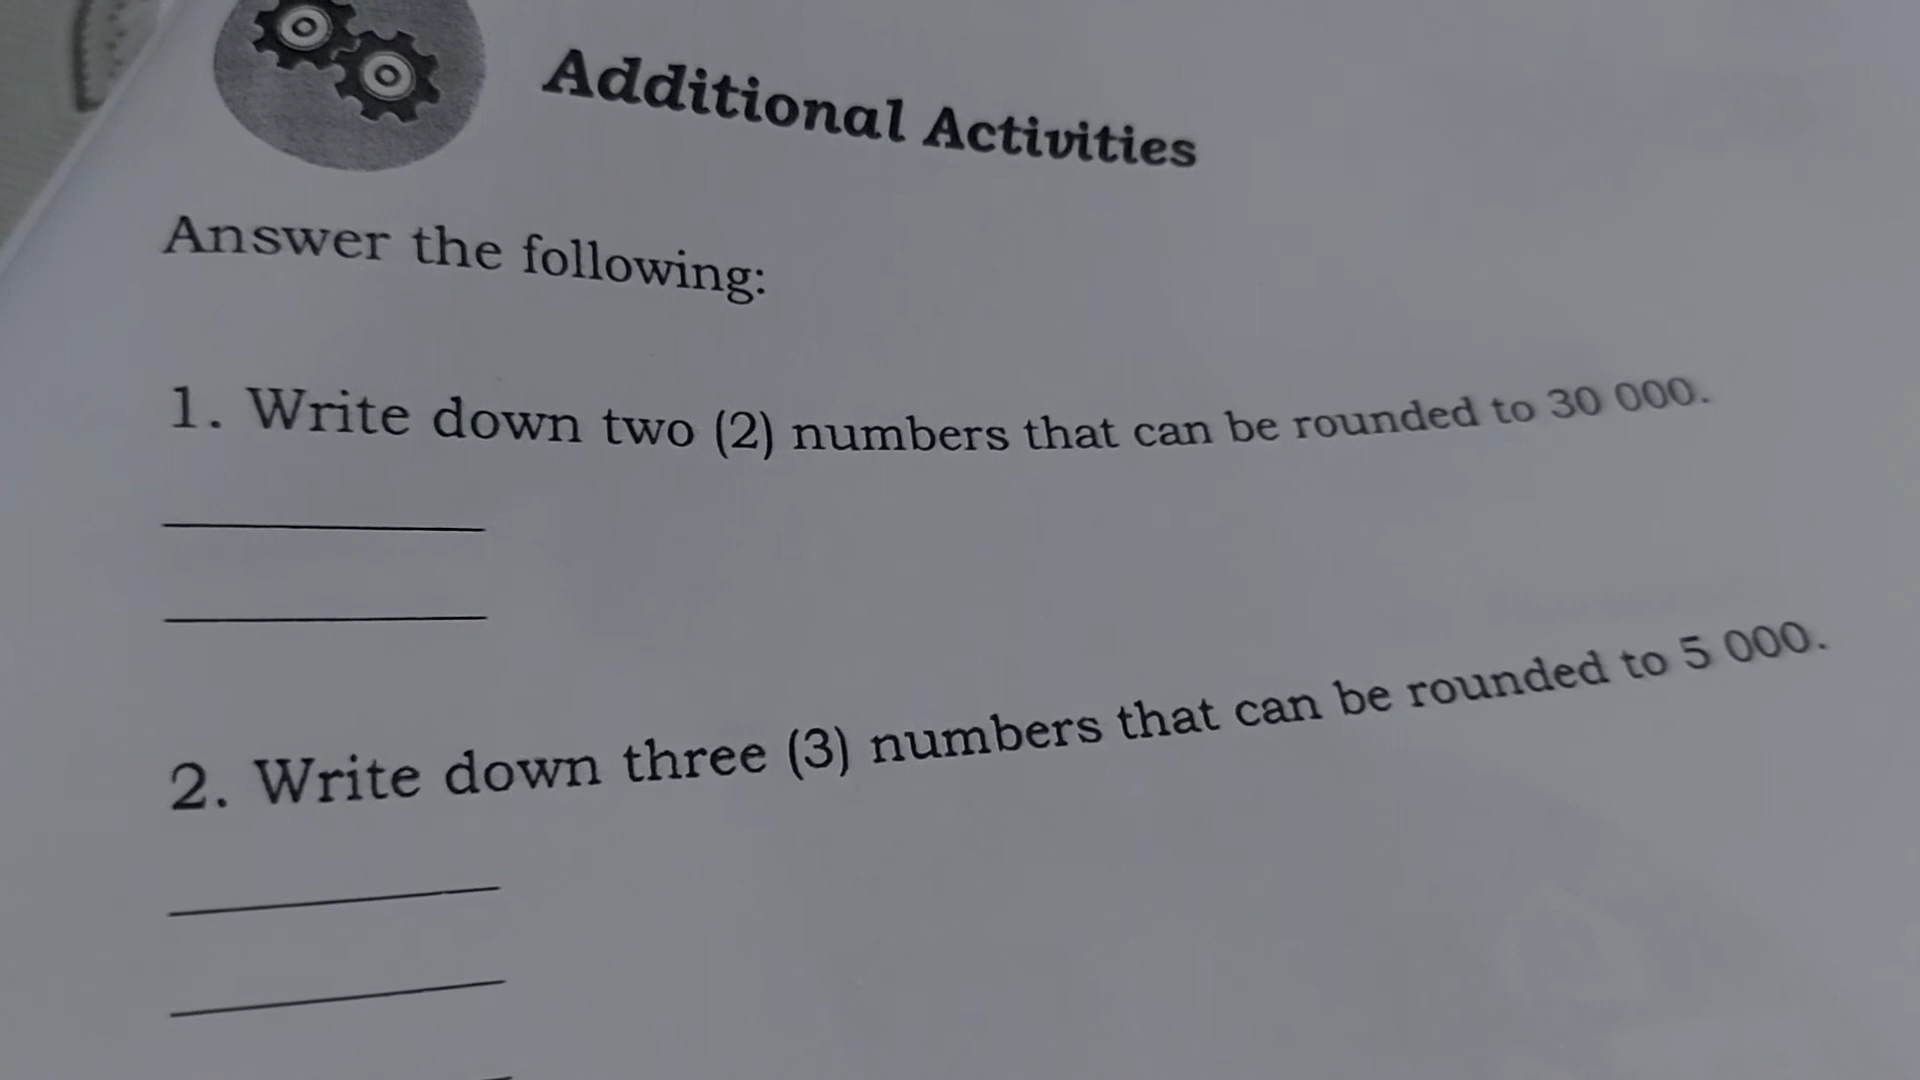 Additional Activities
Answer the following:
1. Write down two (2) numbers that can be rounded to 30 000.
2. Write down three (3) numbers that can be rounded to 5 000.